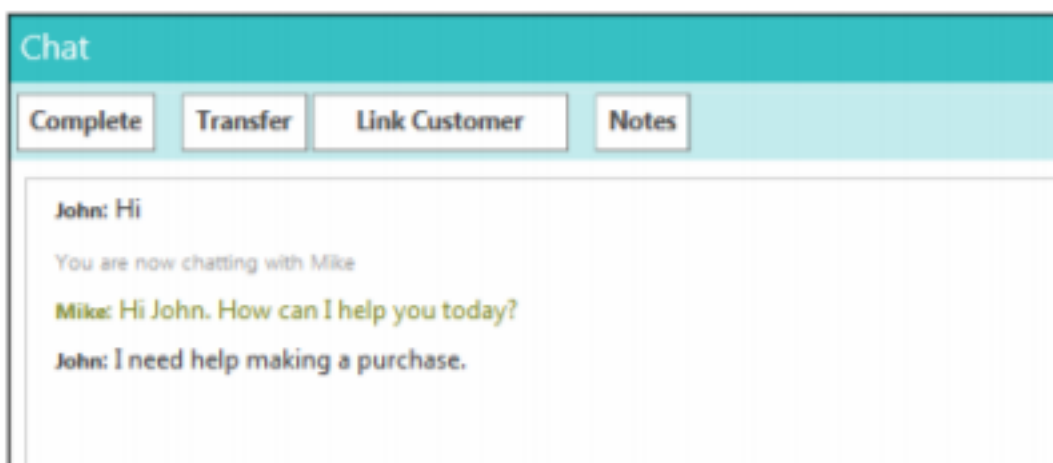 Chat
Complete Transfer Link Customer Notes
John: Hi
You are now chatting with Mike
Mike: Hi John. How can I help you today?
John: I need help making a purchase.